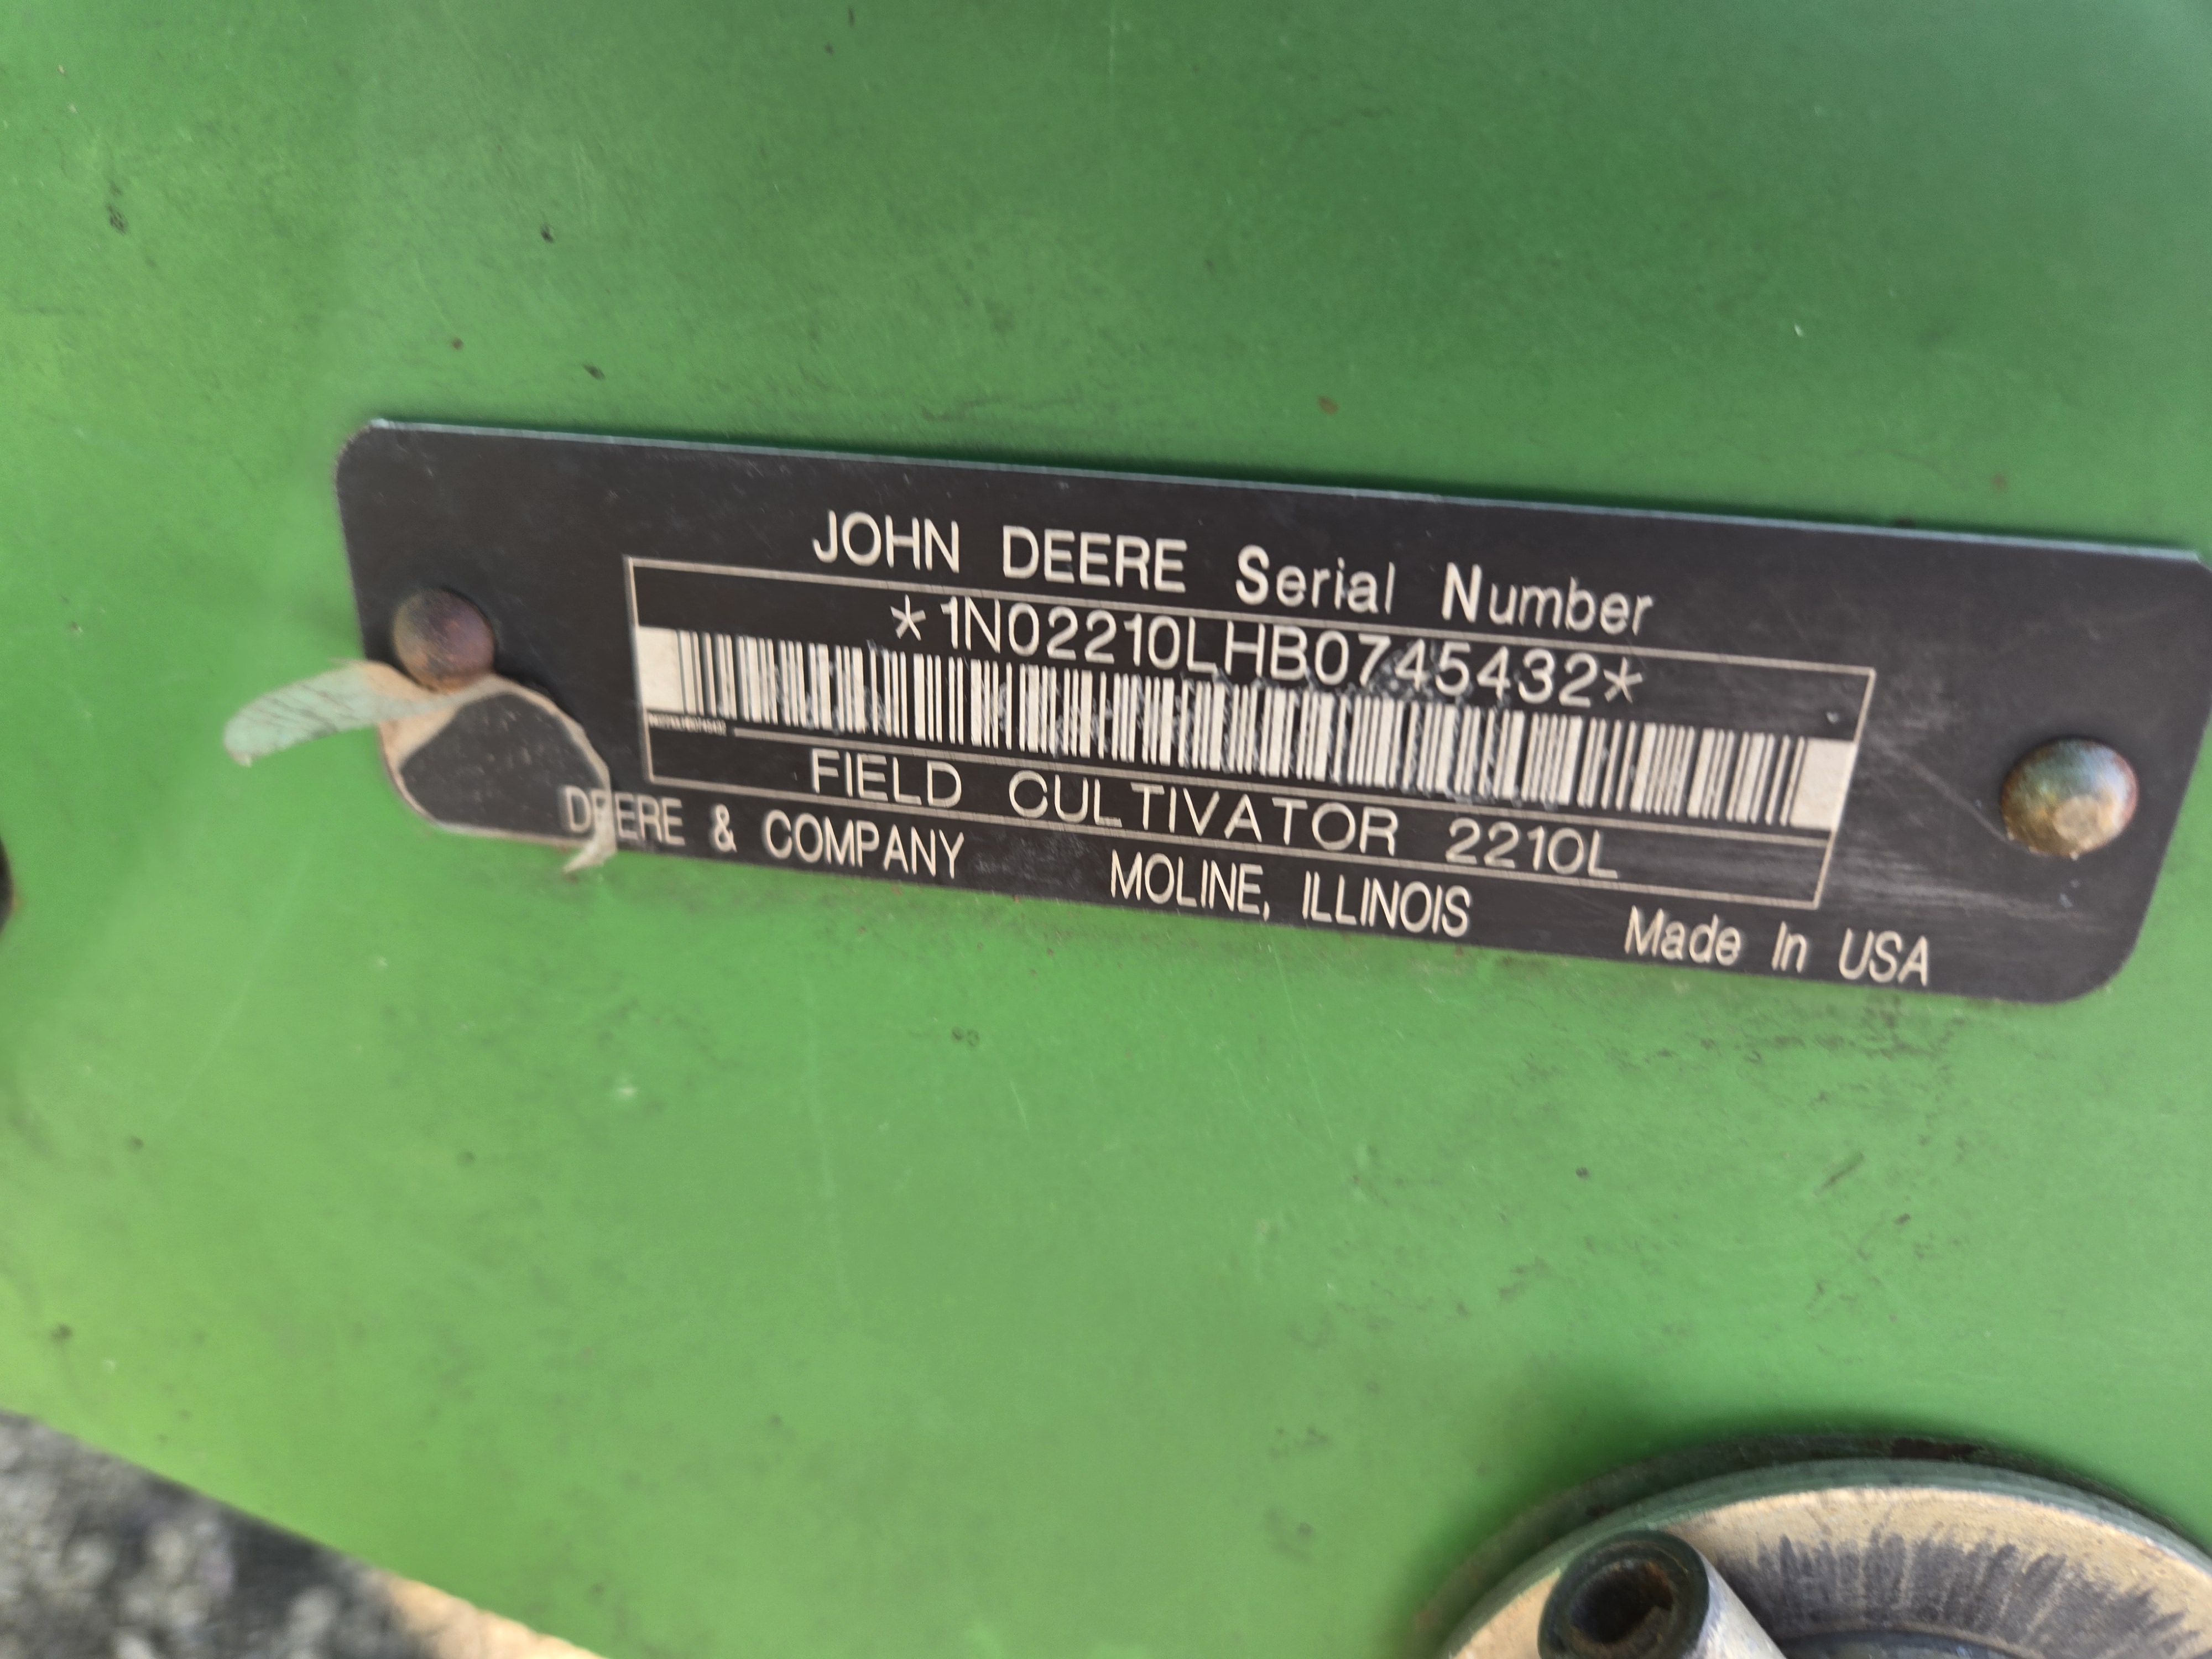 JOHN DEERE Serial Number
*1N02210LHB0745432*
FIELD CULTIVATOR 2210L
DEERE & COMPANY MOLINE, ILLINOIS Made In USA